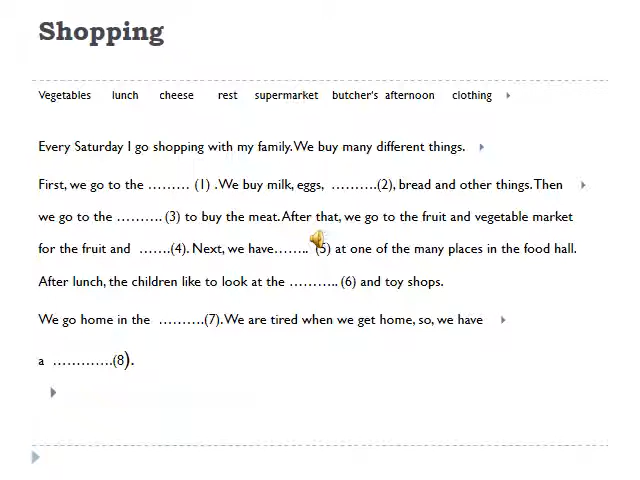 Shopping
Vegetables lunch cheese rest supermarket butcher's afternoon clothing
Every Saturday I go shopping with my family. We buy many different things.
First, we go to the ……… (1) .We buy milk, eggs, ……….(2), bread and other things. Then
we go to the ………. (3) to buy the meat. After that, we go to the fruit and vegetable market
for the fruit and …….(4). Next, we have…….. (5) at one of the many places in the food hall.
After lunch, the children like to look at the ……….. (6) and toy shops.
We go home in the ……….(7). We are tired when we get home, so, we have
a ………….(8).